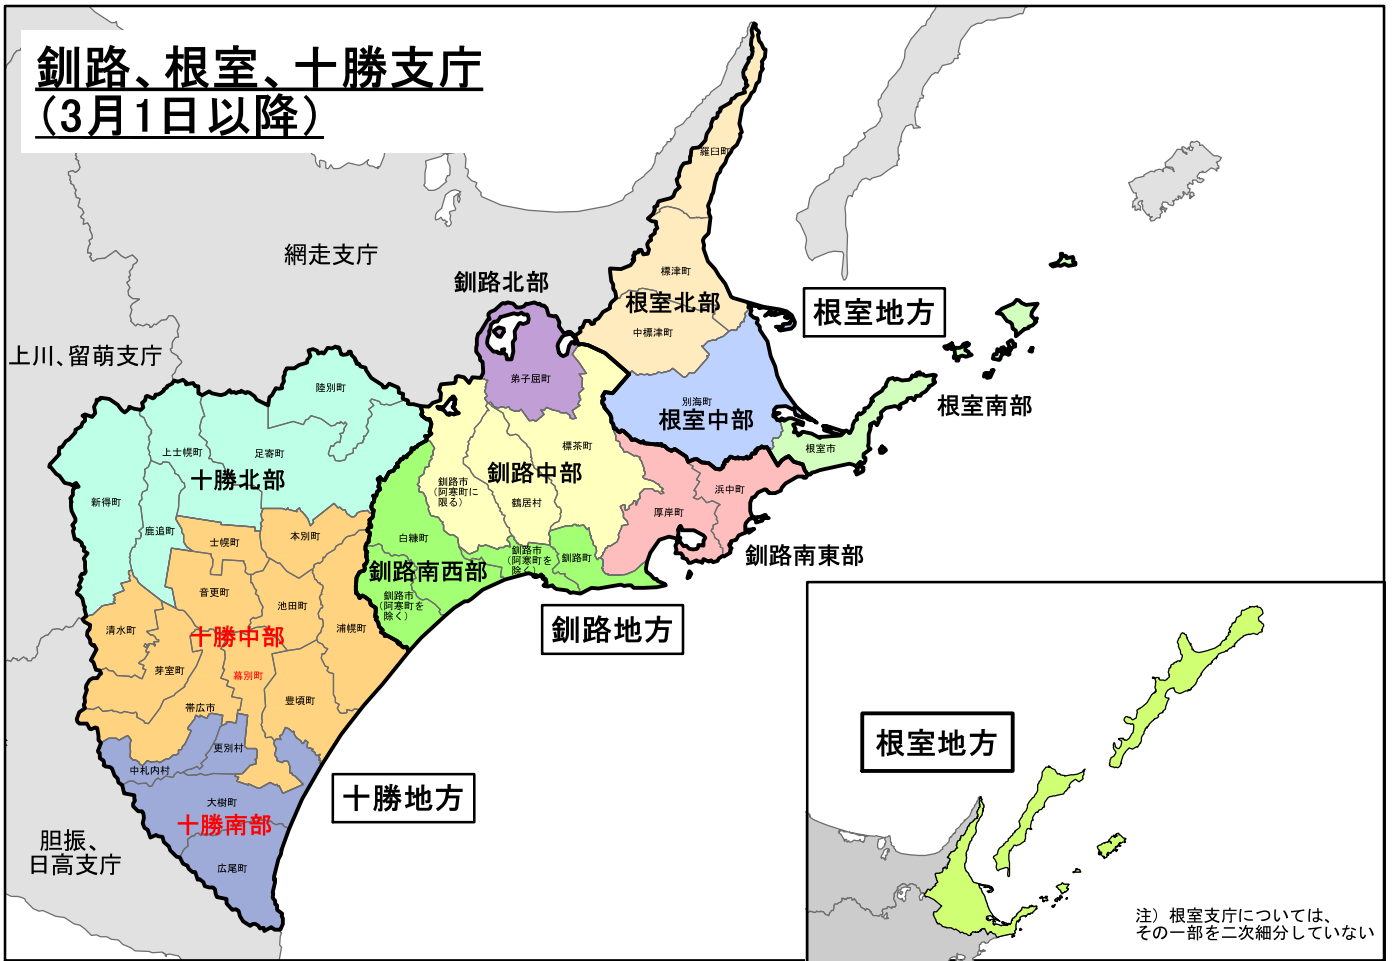 釧路、根室、十勝支庁
(3月1日以降)
羅臼町
網走支庁
釧路北部
標津町
根室北部
中標津町
根室地方
上川、留萌支庁
弟子屈町
陸別町
別海町
根室中部
根室南部
根室市
上士幌町
足寄町
十勝北部
標茶町
釧路中部
釧路市
(阿寒町に
限る)
鶴居村
浜中町
厚岸町
新得町
鹿追町
士幌町
本別町
白糠町
釧路市
(阿寒町を
除く)
釧路町
釧路南東部
釧路南西部
釧路市
(阿寒町を
除く)
音更町
池田町
浦幌町
清水町
十勝中部
釧路地方
芽室町
幕別町
豊頃町
帯広市
更別村
中札内村
十勝地方
大樹町
十勝南部
広尾町
胆振、
日高支庁
根室地方
注）根室支庁については、
その一部を二次細分していない